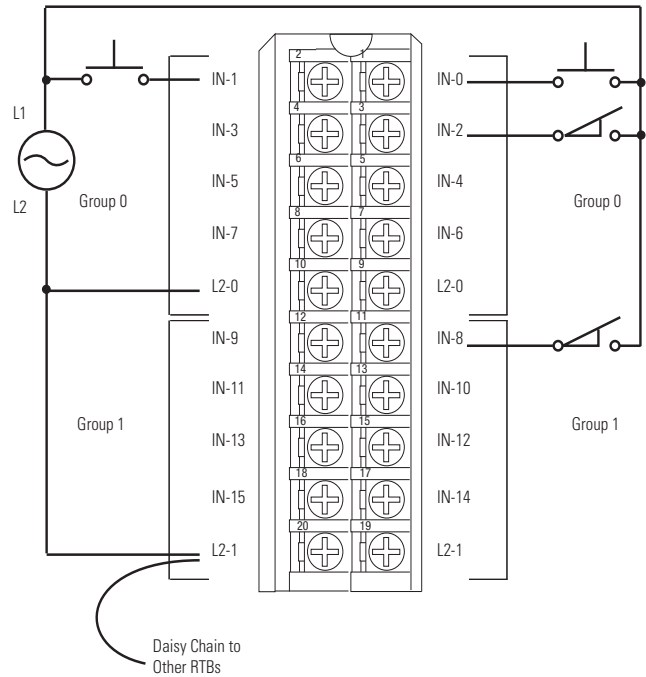 2 1
IN-1 IN-0
L1
4 3
IN-3 IN-2
6 5
IN-5 IN-4
L2 Group 0 Group 0
8 7
IN-7 IN-6
10 9
L2-0 L2-0
12 11
IN-9 IN-8
14 13
IN-11 IN-10
Group 1 Group 1
16 15
IN-13 IN-12
18 17
IN-15 IN-14
20 19
L2-1 L2-1
Daisy Chain to
Other RTBs